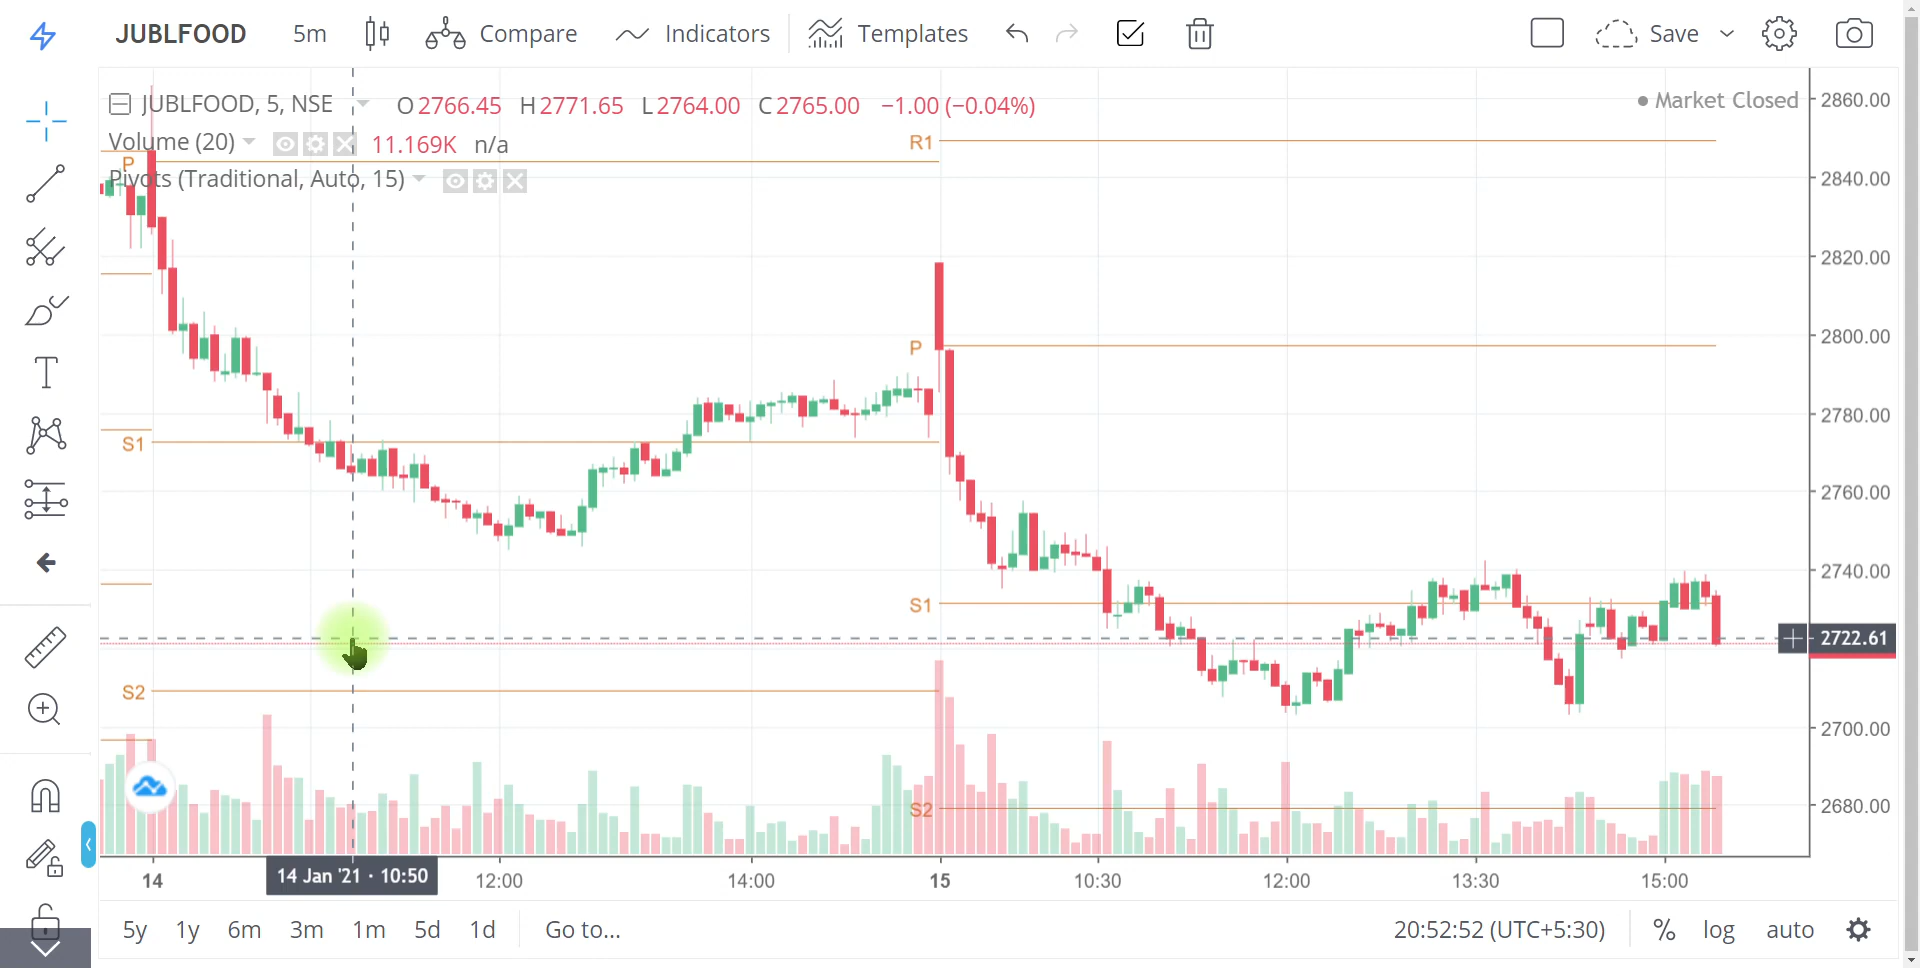 JUBLFOOD 5m Compare Indicators Templates Save
JUBLFOOD, 5, NSE O2766.45 H2771.65 L2764.00 C2765.00 −1.00 (−0.04%)
Market Closed
Volume (20) 11.169K n/a
Pivots (Traditional, Auto, 15)
P
S1
S2
R1
P
S1
S2
2860.00
2840.00
2820.00
2800.00
2780.00
2760.00
2740.00
2722.61
2700.00
2680.00
14 14 Jan '21 · 10:50 12:00 14:00 15 10:30 12:00 13:30 15:00
5y 1y 6m 3m 1m 5d 1d Go to... 20:52:52 (UTC+5:30) % log auto